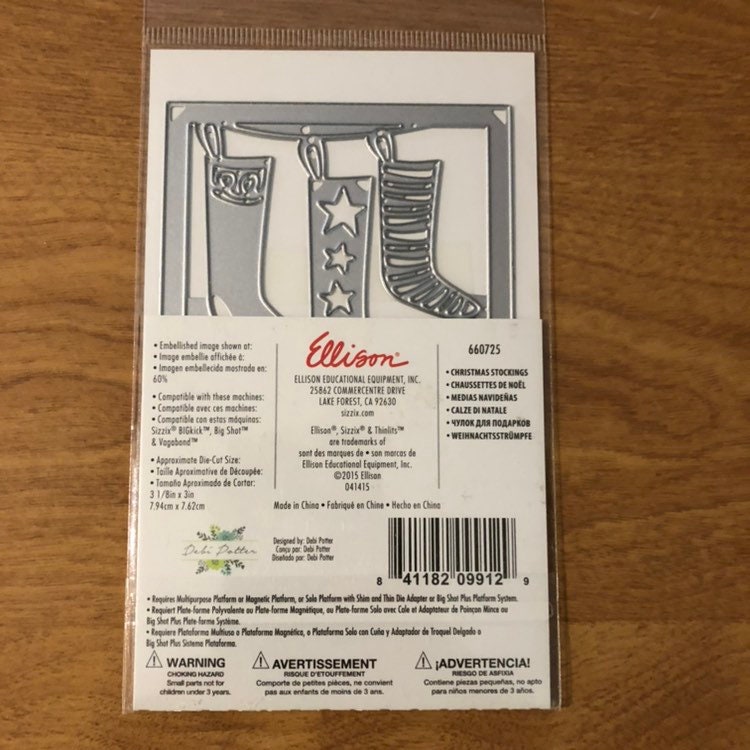 Ellison®
ELLISON EDUCATIONAL EQUIPMENT, INC.
25862 COMMERCENTRE DRIVE
LAKE FOREST, CA 92630
sizzix.com
Ellison®, Sizzix® & Thinlits™
are trademarks of
sont des marques de • son marcas de
Ellison Educational Equipment, Inc.
©2015 Ellison
041415
Made in China • Fabriqué en Chine • Hecho en China
• Embellished image shown at:
• Image embellie affichée à:
• Imagen embellecida mostrada en:
60%
• Compatible with these machines:
• Compatible avec ces machines:
• Compatible con estas máquinas:
Sizzix® BIGkick™, Big Shot™
& Vagabond™
• Approximate Die-Cut Size:
• Taille Aproximative de Découpée:
• Tamaño Aproximado de Cortar:
3 1/8in x 3in
7.94cm x 7.62cm
660725
• CHRISTMAS STOCKINGS
• CHAUSSETTES DE NOËL
• MEDIAS NAVIDEÑAS
• CALZE DI NATALE
• ЧУЛОК ДЛЯ ПОДАРКОВ
• WEIHNACHTSSTRÜMPFE
Debi Potter
Designed by: Debi Potter
Conçu par: Debi Potter
Diseñado por: Debi Potter
8 41182 09912 9
• Requires Multipurpose Platform or Magnetic Platform, or Solo Platform with Shim and Thin Die Adapter or Big Shot Plus Platform System.
• Requiert Plate-forme Polyvalente ou Plate-forme Magnétique, ou Plate-forme Solo avec Cale et Adaptateur de Poinçon Mince ou
Big Shot Plus Plate-forme Système.
• Requiere Plataforma Multiuso o Plataforma Magnética, o Plataforma Solo con Cuña y Adaptador de Troquel Delgado o
Big Shot Plus Sistema Plataforma.
WARNING
CHOKING HAZARD
Small parts not for
children under 3 years.
AVERTISSEMENT
RISQUE D'ETOUFFEMENT
Comporte de petites pièces, ne convient
pas aux enfants de moins de 3 ans.
¡ADVERTENCIA!
RIESGO DE ASFIXIA
Contiene piezas pequeñas, no apto
para niños menores de 3 años.